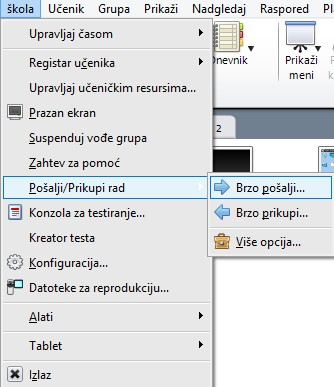 škola Učenik Grupa Prikaži Nadgledaj Raspored
Upravljaj časom
Registar učenika
Upravljaj učeničkim resursima...
Prazan ekran
Suspenduj vođe grupa
Zahtev za pomoć
Pošalji/Prikupi rad
Konzola za testiranje...
Kreator testa
Konfiguracija...
Datoteke za reprodukciju...
Alati
Tablet
Izlaz
Dnevnik
Prikaži
meni
2
Brzo pošalji...
Brzo prikupi...
Više opcija...